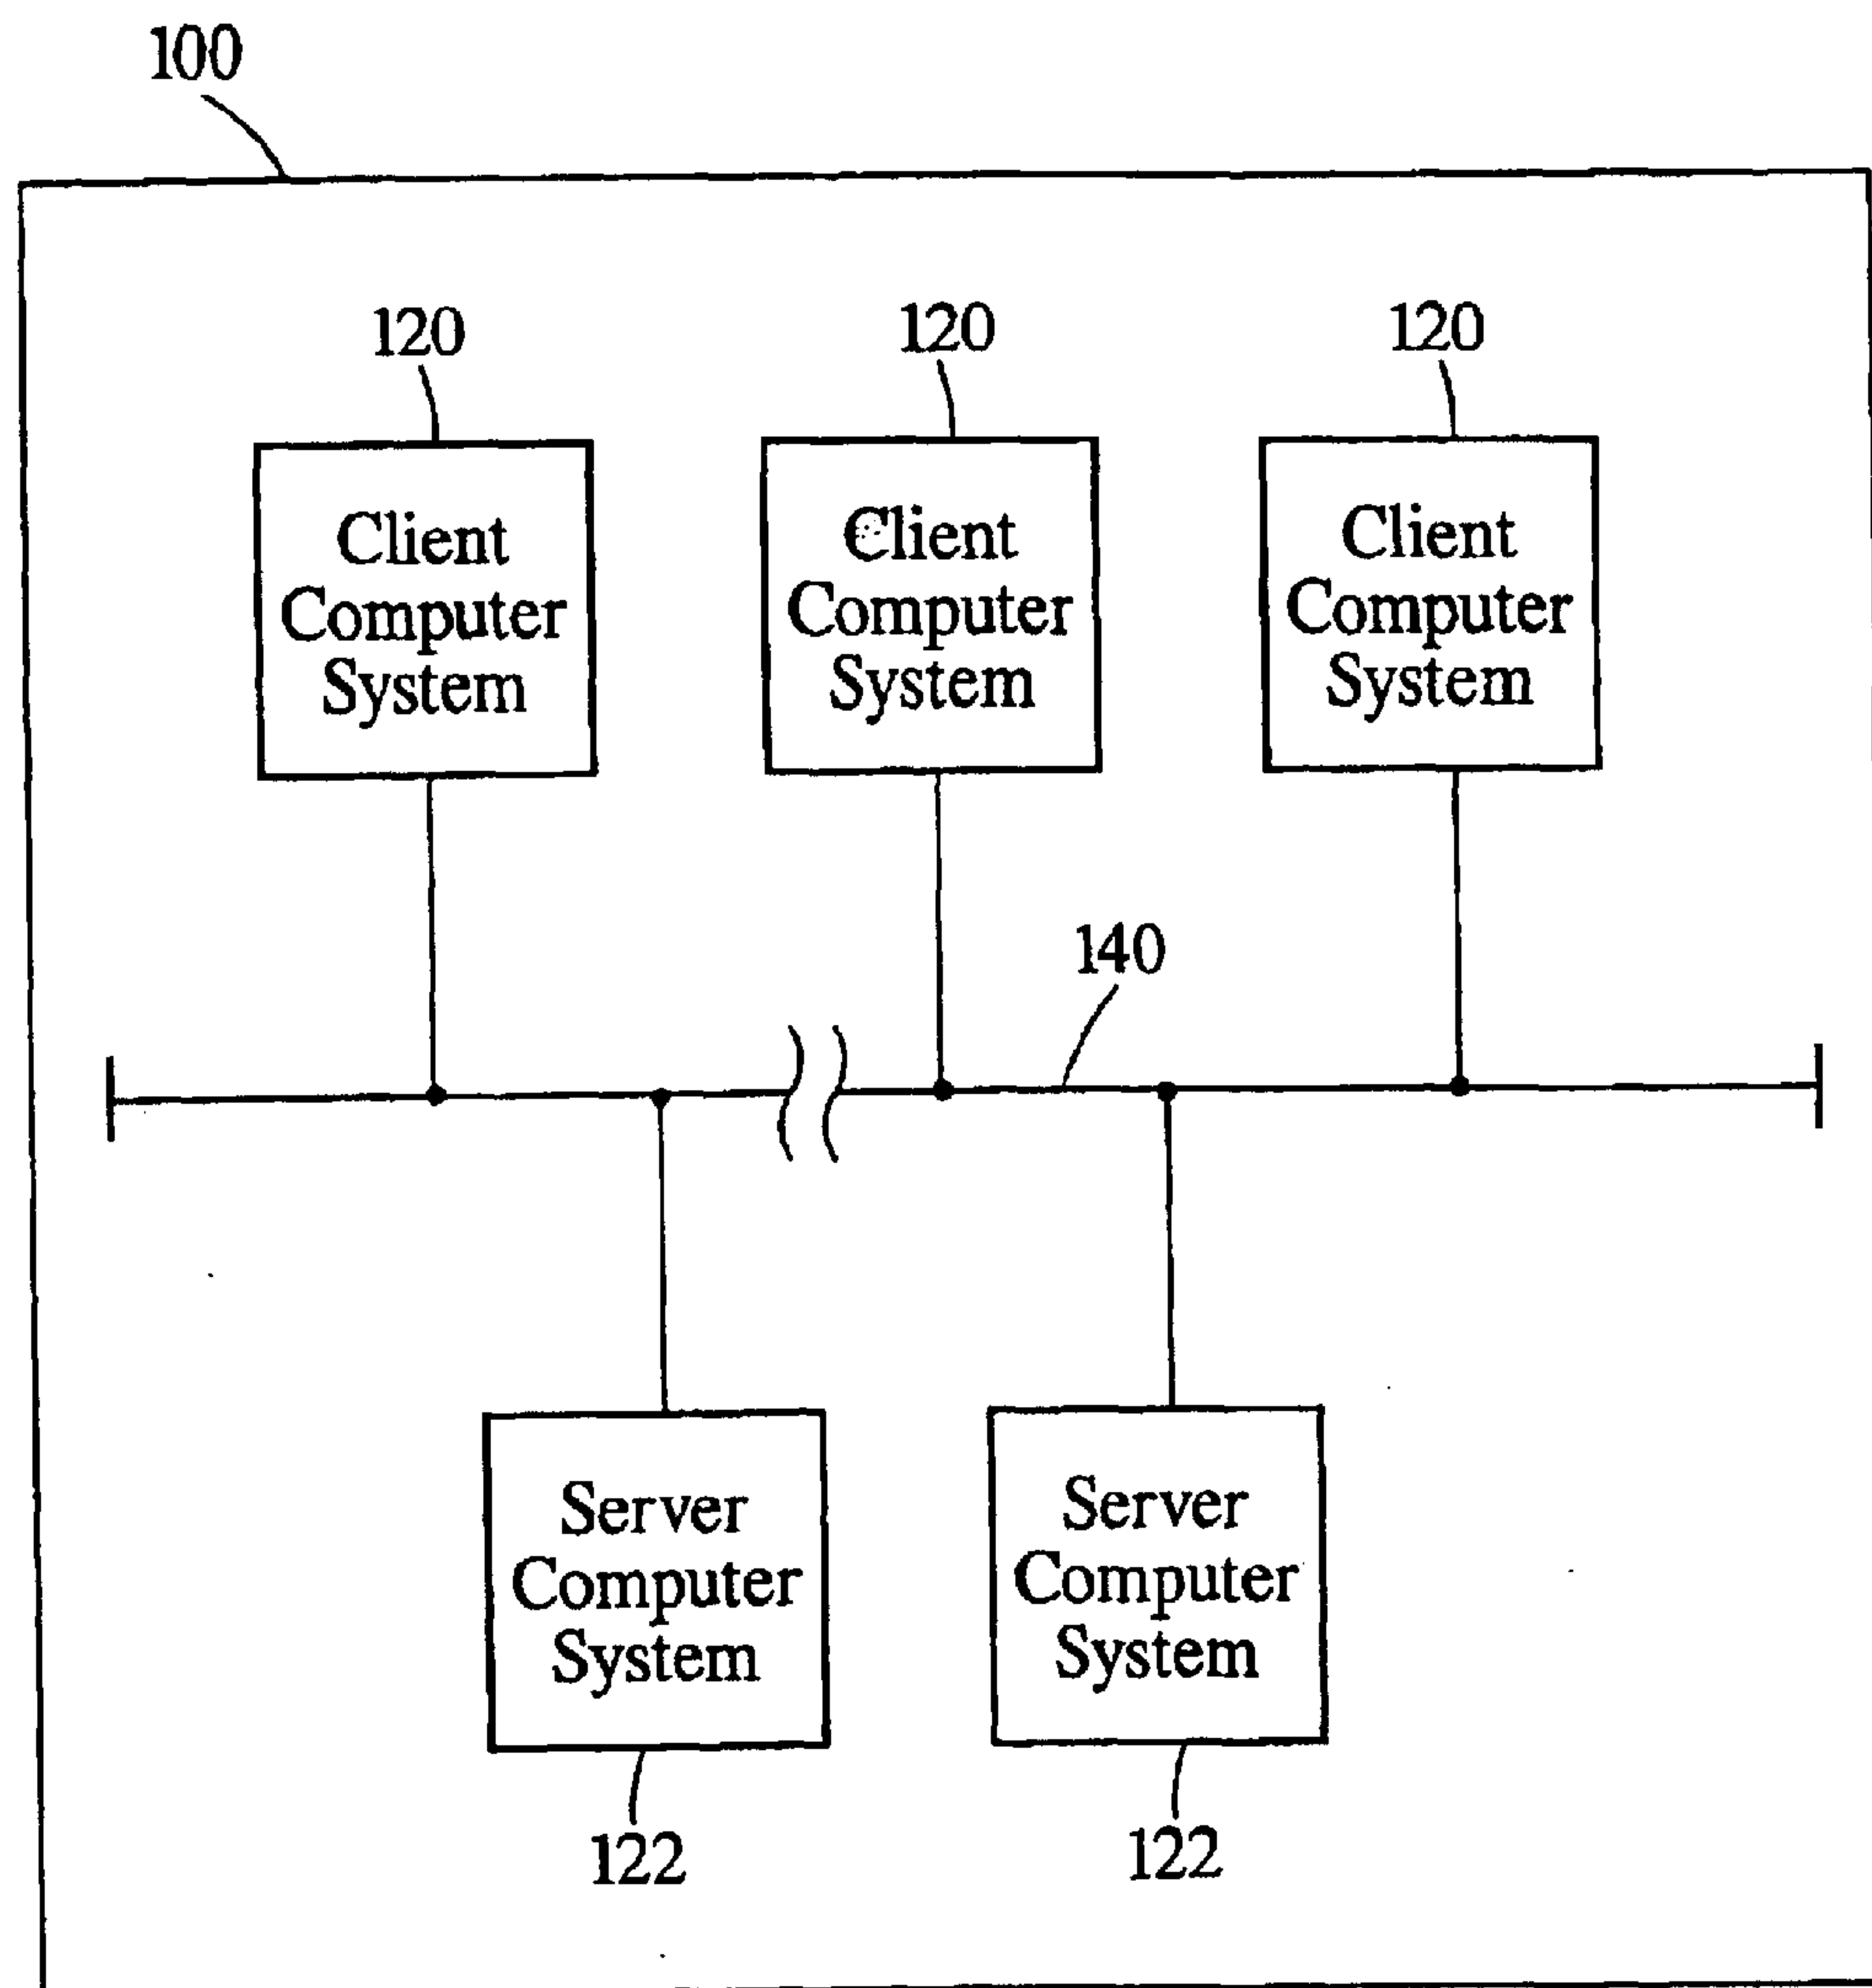 100
120
120
120
Client
Computer
System
Client
Computer
System
Client
Computer
System
140
Server
Computer
System
Server
Computer
System
122
122